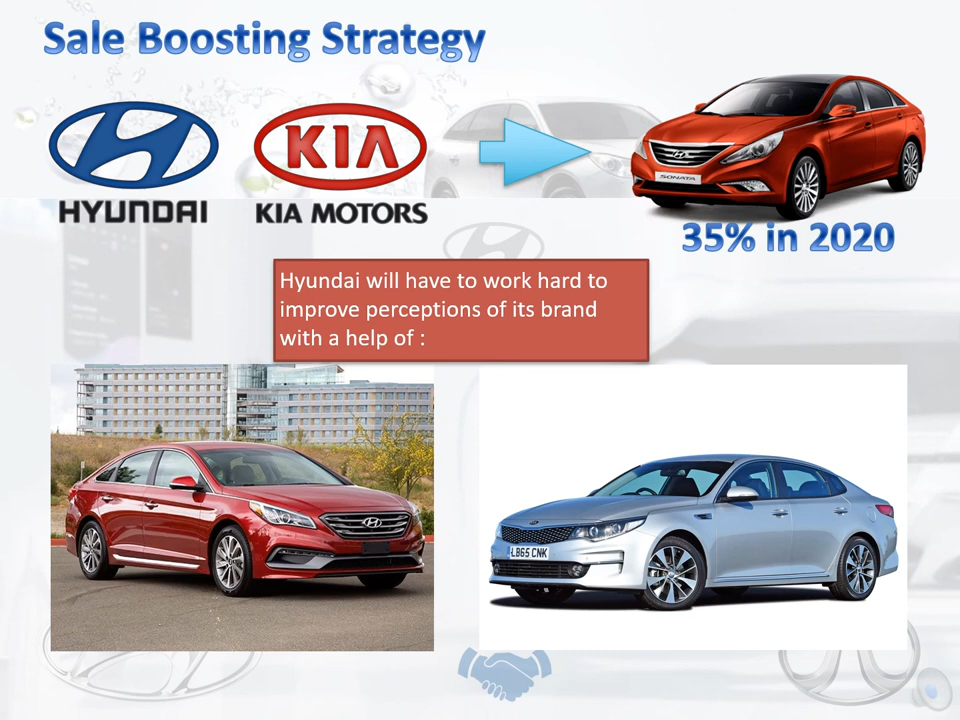 Sale Boosting Strategy
HYUNDAI
KIA
KIA MOTORS
SONATA
35% in 2020
Hyundai will have to work hard to
improve perceptions of its brand
with a help of :
LB65 CNK